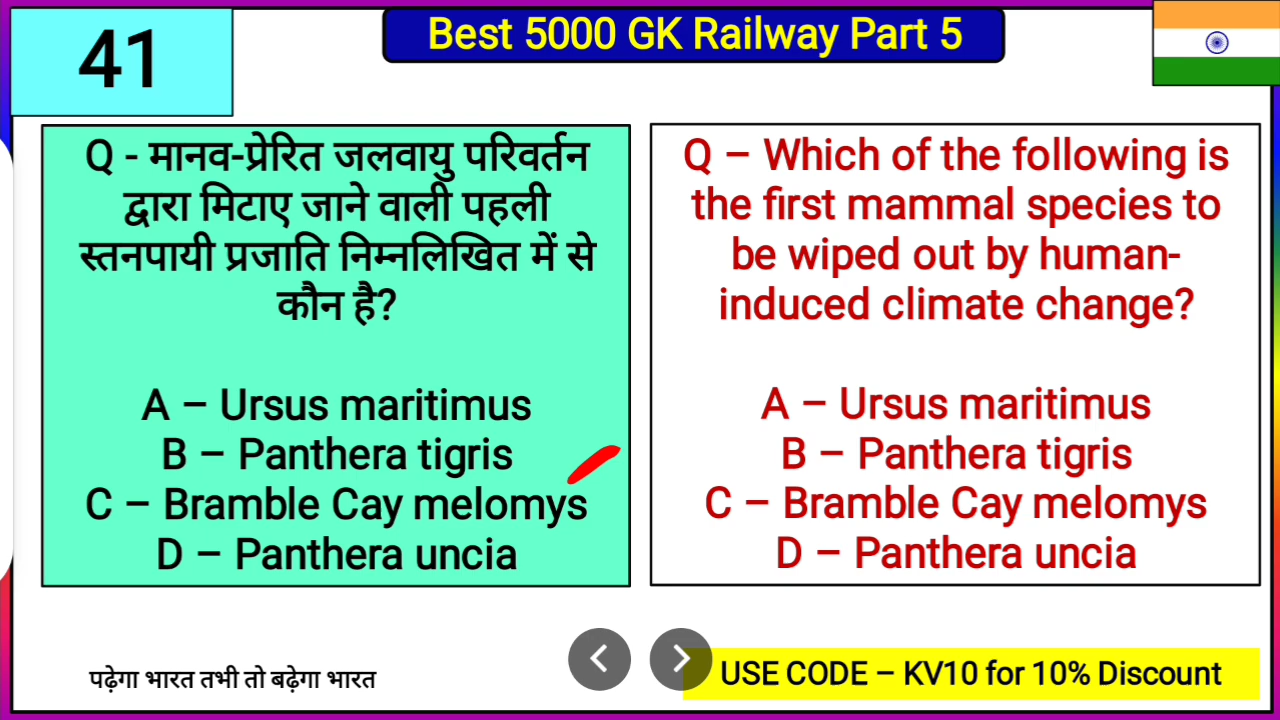 41
Best 5000 GK Railway Part 5
Q - मानव-प्रेरित जलवायु परिवर्तन
द्वारा मिटाए जाने वाली पहली
स्तनपायी प्रजाति निम्नलिखित में से
कौन है?
A – Ursus maritimus
B – Panthera tigris
C – Bramble Cay melomys
D – Panthera uncia
Q – Which of the following is
the first mammal species to
be wiped out by human-
induced climate change?
A – Ursus maritimus
B – Panthera tigris
C – Bramble Cay melomys
D – Panthera uncia
पढ़ेगा भारत तभी तो बढ़ेगा भारत
USE CODE – KV10 for 10% Discount